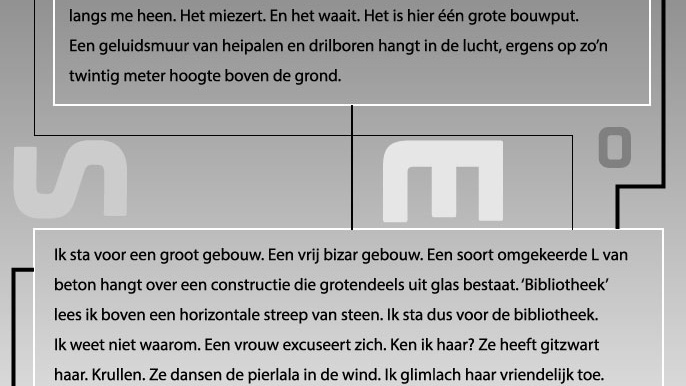 langs me heen. Het miezert. En het waait. Het is hier één grote bouwput.
Een geluidsmuur van heipalen en drilboren hangt in de lucht, ergens op zo’n
twintig meter hoogte boven de grond.
S E o
Ik sta voor een groot gebouw. Een vrij bizar gebouw. Een soort omgekeerde L van
beton hangt over een constructie die grotendeels uit glas bestaat. ‘Bibliotheek’
lees ik boven een horizontale streep van steen. Ik sta dus voor de bibliotheek.
Ik weet niet waarom. Een vrouw excuseert zich. Ken ik haar? Ze heeft gitzwart
haar. Krullen. Ze dansen de pierlala in de wind. Ik glimlach haar vriendelijk toe.